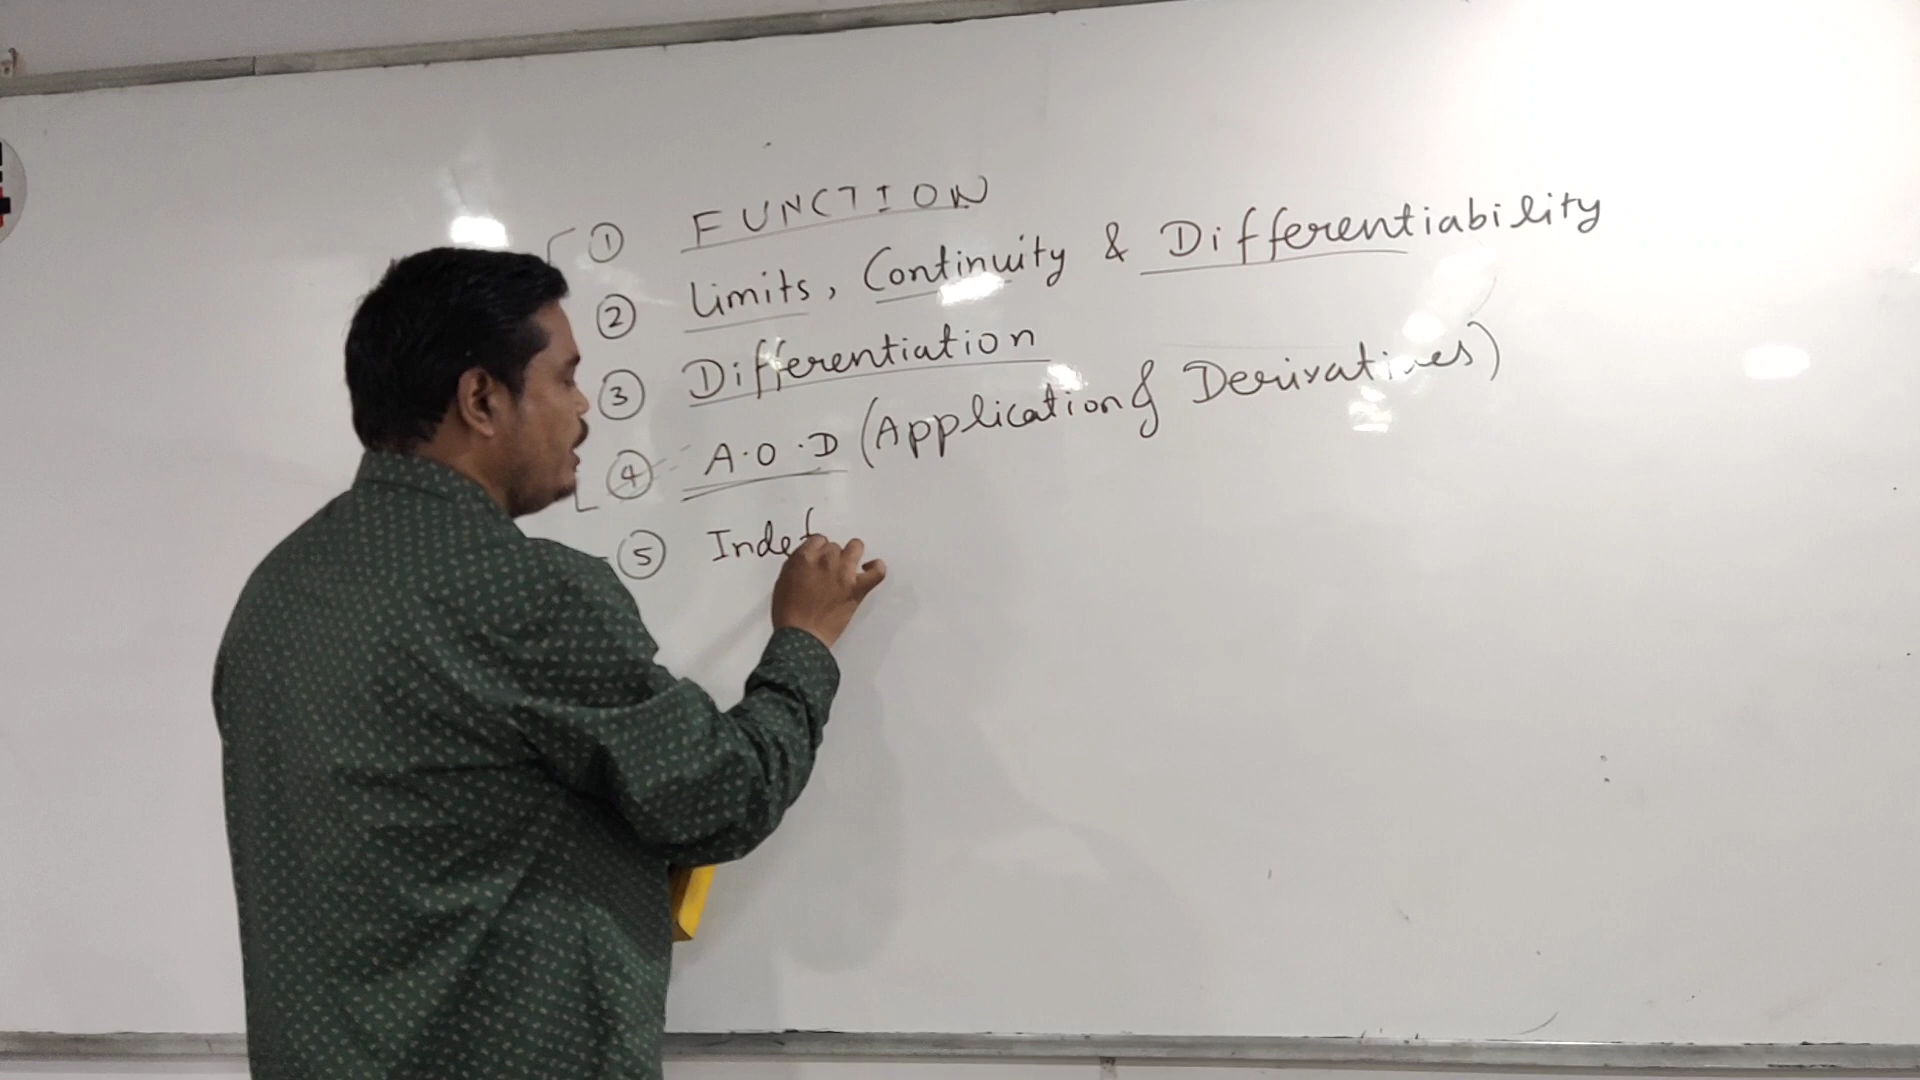 ① FUNCTION
② Limits, Continuity & Differentiability
③ Differentiation
④ A.O.D (Application of Derivatives)
⑤ Indef